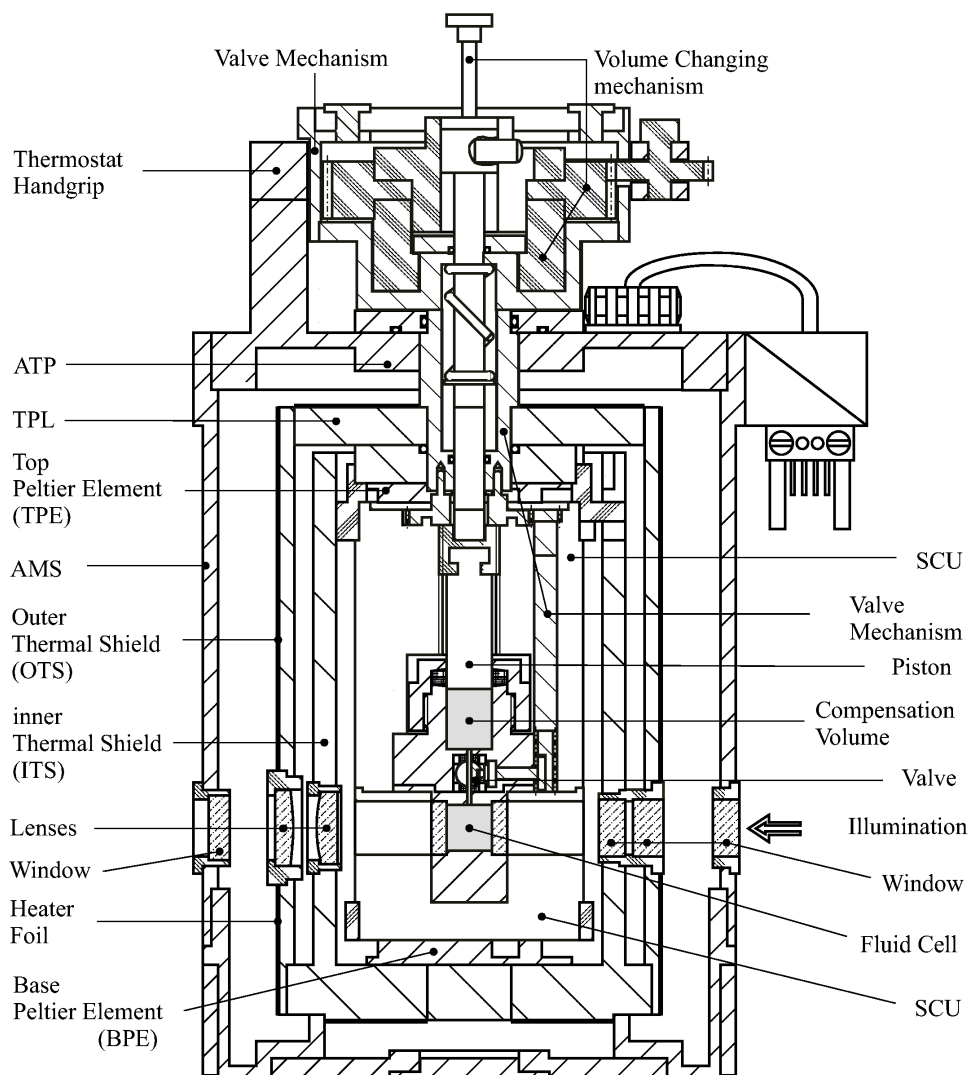 Valve Mechanism
Volume Changing
mechanism
Thermostat
Handgrip
ATP
TPL
Top
Peltier Element
(TPE)
AMS
Outer
Thermal Shield
(OTS)
inner
Thermal Shield
(ITS)
Lenses
Window
Heater
Foil
Base
Peltier Element
(BPE)
SCU
Valve
Mechanism
Piston
Compensation
Volume
Valve
Illumination
Window
Fluid Cell
SCU